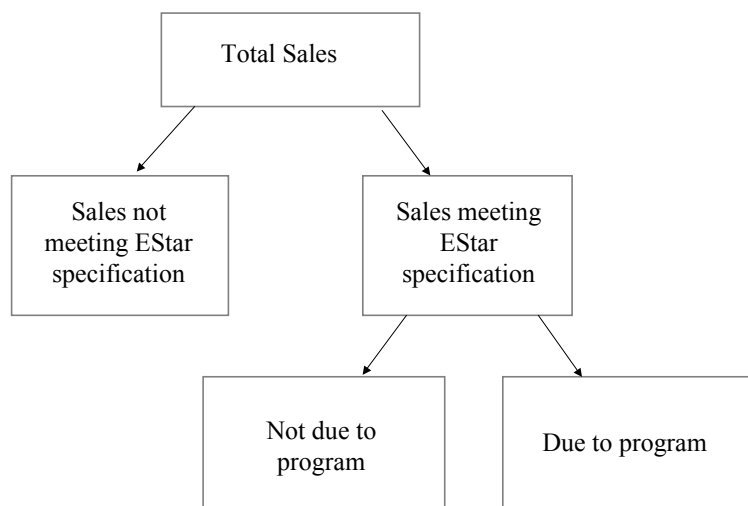 Total Sales
Sales not
meeting EStar
specification
Sales meeting
EStar
specification
Not due to
program
Due to program